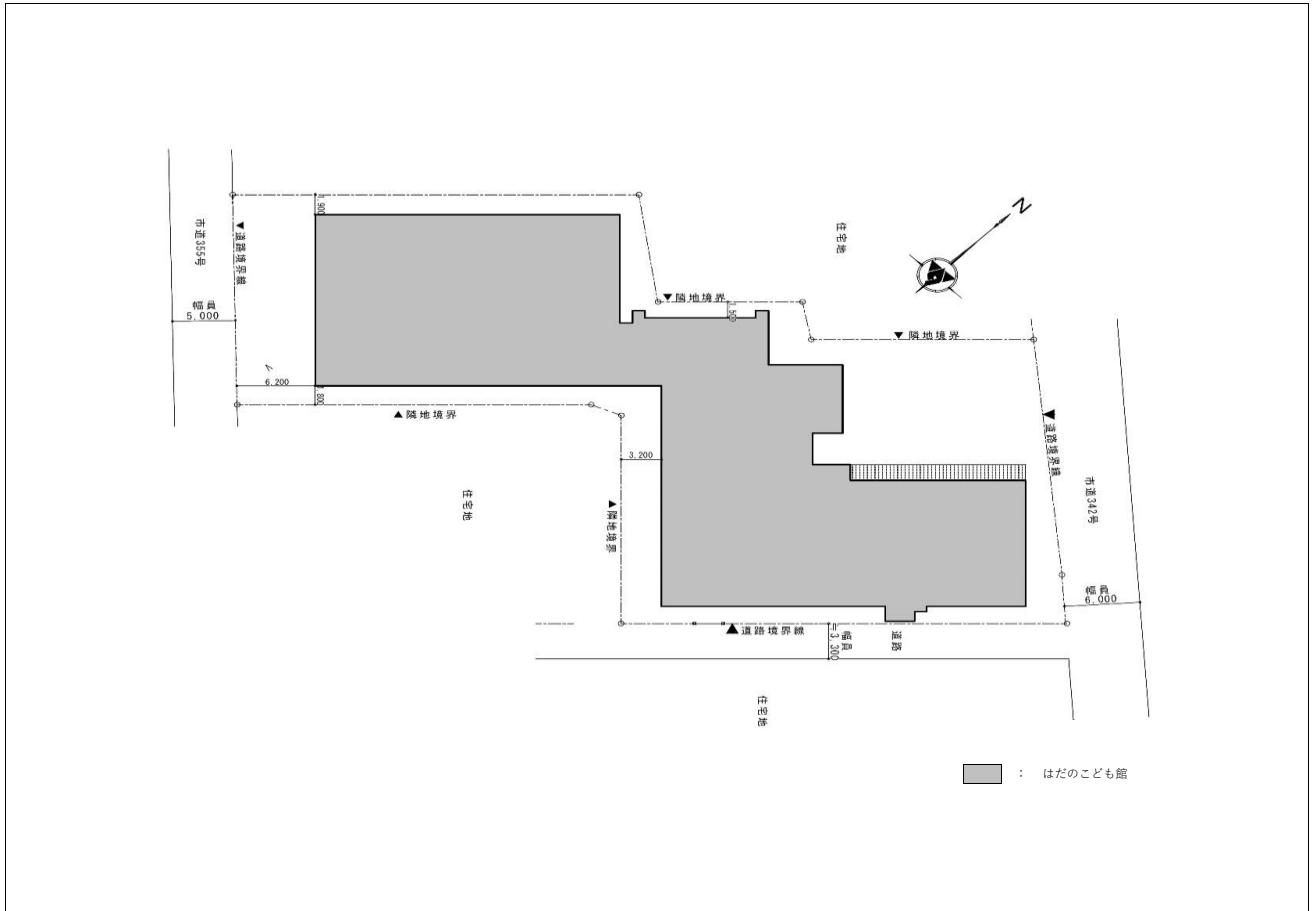 N
住宅地
1,900
市道355号
▼道路境界線
幅員
5,000
▼隣地境界
1,500
▼隣地境界
6,200
1,800
▲隣地境界
▼道路境界線
3,200
住宅地
▲隣地境界
市道342号
幅員
6,000
▲道路境界線
幅員
=3,300
道路
住宅地
： はだのこども館